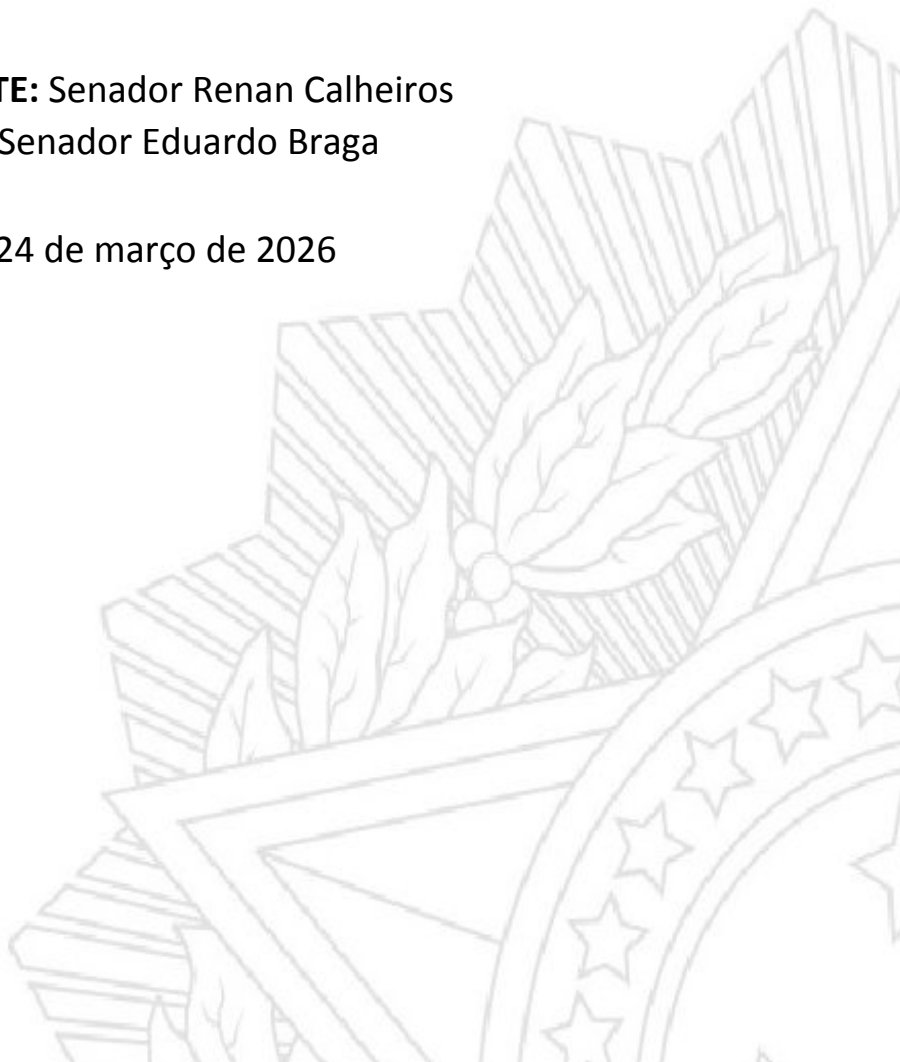 TE: Senador Renan Calheiros
Senador Eduardo Braga
24 de março de 2026